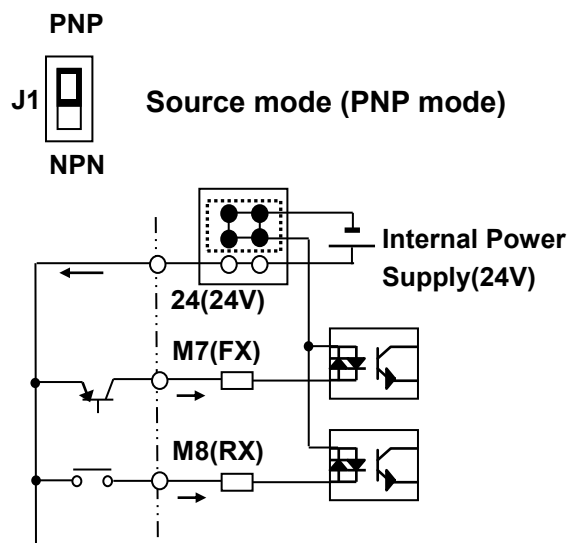 PNP
J1
Source mode (PNP mode)
NPN
Internal Power
Supply(24V)
24(24V)
M7(FX)
M8(RX)